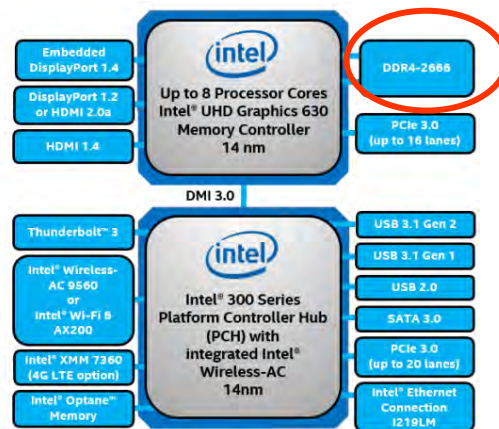 Embedded
DisplayPort 1.4
DisplayPort 1.2
or HDMI 2.0a
HDMI 1.4
intel
Up to 8 Processor Cores
Intel® UHD Graphics 630
Memory Controller
14 nm
DDR4-2666
PCIe 3.0
(up to 16 lanes)
DMI 3.0
Thunderbolt™ 3
Intel® Wireless-
AC 9560
or
Intel® Wi-Fi 6
AX200
Intel® XMM 7360
(4G LTE option)
Intel® Optane™
Memory
intel
Intel® 300 Series
Platform Controller Hub
(PCH) with
integrated Intel®
Wireless-AC
14nm
USB 3.1 Gen 2
USB 3.1 Gen 1
USB 2.0
SATA 3.0
PCIe 3.0
(up to 20 lanes)
Intel® Ethernet
Connection
I219LM